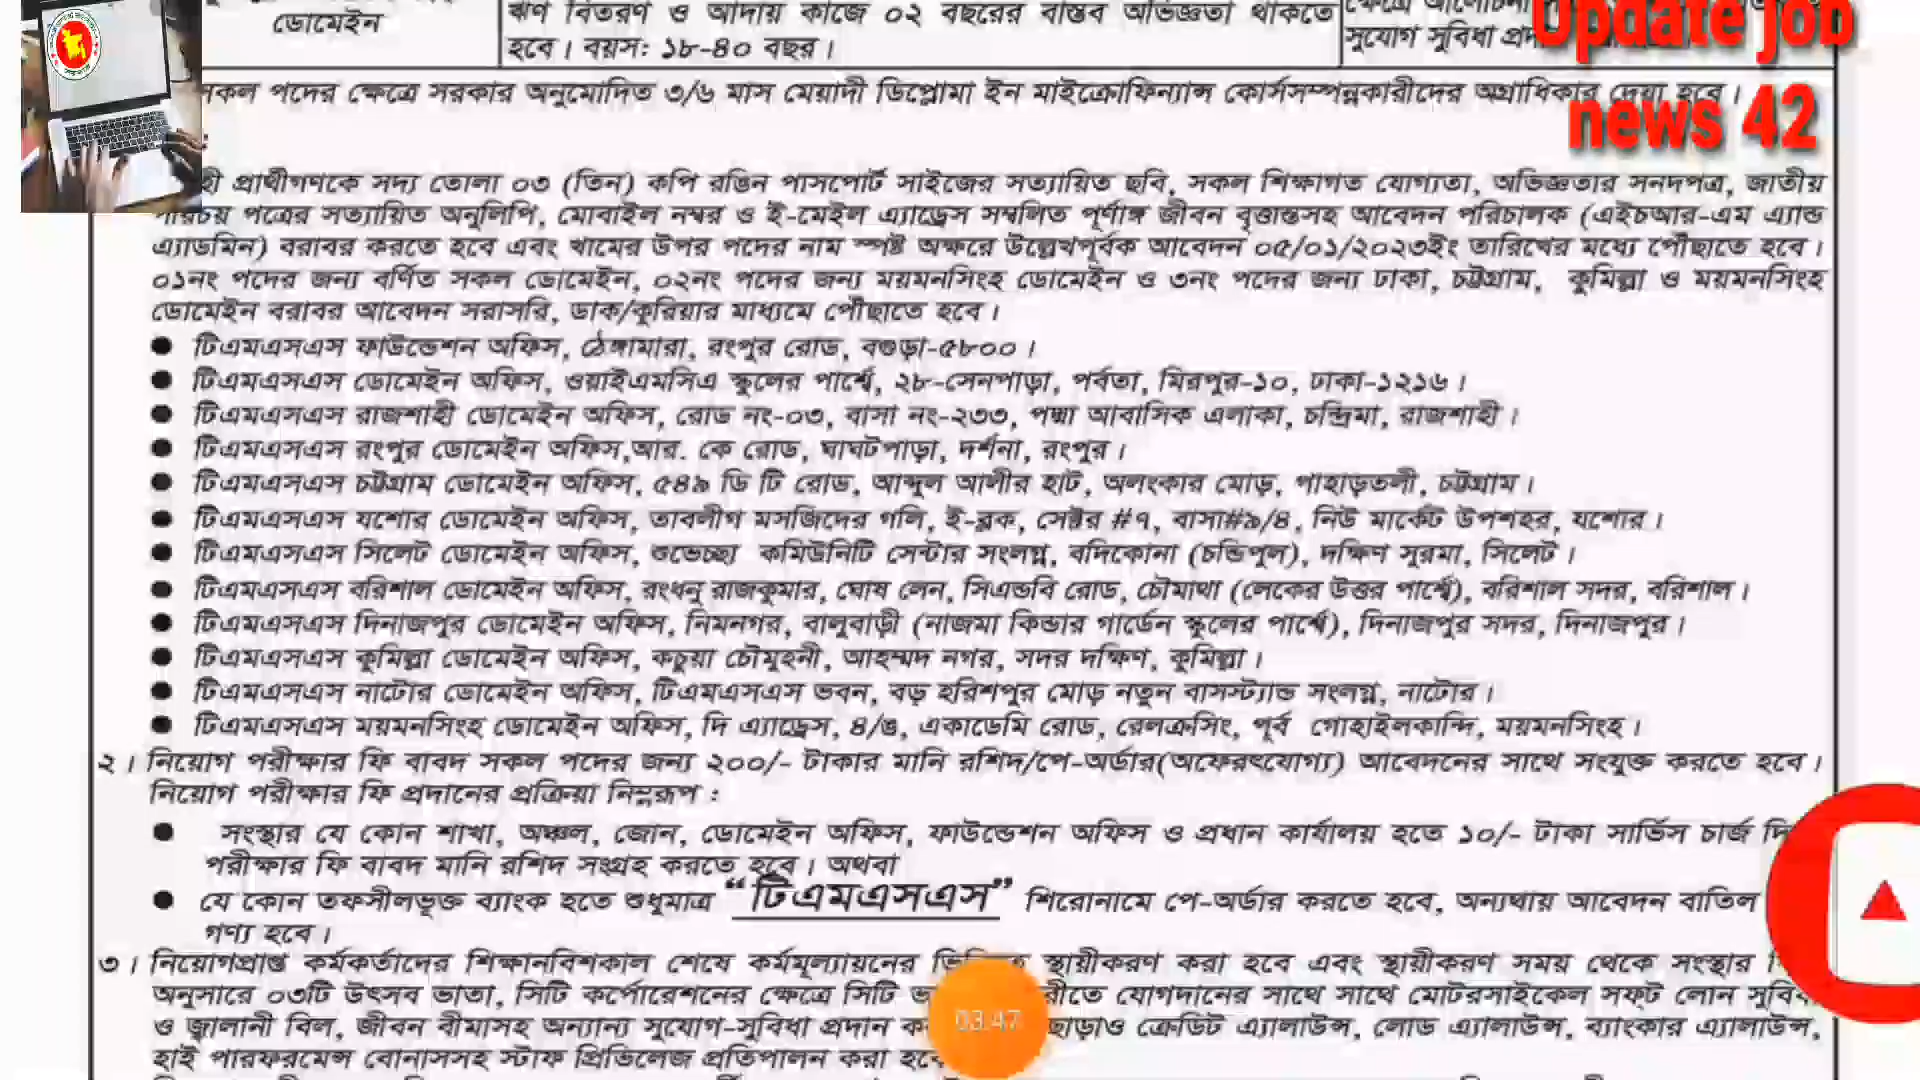 ডোমেইন
ঋণ বিতরণ ও আদায় কাজে ০২ বছরের বাস্তব অভিজ্ঞতা থাকতে
হবে। বয়স: ১৮-৪০ বছর।
সুযোগ সুবিধা
Update job
news 42
সকল পদের ক্ষেত্রে সরকার অনুমোদিত ৩/৬ মাস মেয়াদী ডিপ্লোমা ইন মাইক্রোফিন্যান্স কোর্সসম্পন্নকারীদের অগ্রাধিকার দেয়া হবে।
প্রার্থীগণকে সদ্য তোলা ০৩ (তিন) কপি রঙিন পাসপোর্ট সাইজের সত্যায়িত ছবি, সকল শিক্ষাগত যোগ্যতা, অভিজ্ঞতার সনদপত্র, জাতীয়
পরিচয় পত্রের সত্যায়িত অনুলিপি, মোবাইল নম্বর ও ই-মেইল এ্যাড্রেস সম্বলিত পূর্ণাঙ্গ জীবন বৃত্তান্তসহ আবেদন পরিচালক (এইচআর-এম এ্যান্ড
এ্যাডমিন) বরাবর করতে হবে এবং খামের উপর পদের নাম স্পষ্ট অক্ষরে উল্লেখপূর্বক আবেদন ০৫/০১/২০২৩ইং তারিখের মধ্যে পৌঁছাতে হবে।
০১নং পদের জন্য বর্ণিত সকল ডোমেইন, ০২নং পদের জন্য ময়মনসিংহ ডোমেইন ও ৩নং পদের জন্য ঢাকা, চট্টগ্রাম, কুমিল্লা ও ময়মনসিংহ
ডোমেইন বরাবর আবেদন সরাসরি, ডাক/কুরিয়ার মাধ্যমে পৌঁছাতে হবে।
● টিএমএসএস ফাউন্ডেশন অফিস, ঠেঙ্গামারা, রংপুর রোড, বগুড়া-৫৮০০।
● টিএমএসএস ডোমেইন অফিস, ওয়াইএমসিএ স্কুলের পার্শ্বে, ২৮-সেনপাড়া, পর্বতা, মিরপুর-১০, ঢাকা-১২১৬।
● টিএমএসএস রাজশাহী ডোমেইন অফিস, রোড নং-০৩, বাসা নং-২৩৩, পদ্মা আবাসিক এলাকা, চন্দ্রিমা, রাজশাহী।
● টিএমএসএস রংপুর ডোমেইন অফিস,আর. কে রোড, ঘাঘটপাড়া, দর্শনা, রংপুর।
● টিএমএসএস চট্টগ্রাম ডোমেইন অফিস, ৫৪৯ ডি টি রোড, আব্দুল আলীর হাট, অলংকার মোড়, পাহাড়তলী, চট্টগ্রাম।
● টিএমএসএস যশোর ডোমেইন অফিস, তাবলীগ মসজিদের গলি, ই-ব্লক, সেক্টর #৭, বাসা#৯/৪, নিউ মার্কেট উপশহর, যশোর।
● টিএমএসএস সিলেট ডোমেইন অফিস, শুভেচ্ছা কমিউনিটি সেন্টার সংলগ্ন, বদিকোনা (চন্ডিপুল), দক্ষিণ সুরমা, সিলেট।
● টিএমএসএস বরিশাল ডোমেইন অফিস, রংধনু রাজকুমার, ঘোষ লেন, সিএন্ডবি রোড, চৌমাথা (লেকের উত্তর পার্শ্বে), বরিশাল সদর, বরিশাল।
● টিএমএসএস দিনাজপুর ডোমেইন অফিস, নিমনগর, বালুবাড়ী (নাজমা কিন্ডার গার্ডেন স্কুলের পার্শ্বে), দিনাজপুর সদর, দিনাজপুর।
● টিএমএসএস কুমিল্লা ডোমেইন অফিস, কচুয়া চৌমুহনী, আহম্মদ নগর, সদর দক্ষিণ, কুমিল্লা।
● টিএমএসএস নাটোর ডোমেইন অফিস, টিএমএসএস ভবন, বড় হরিশপুর মোড় নতুন বাসস্ট্যান্ড সংলগ্ন, নাটোর।
● টিএমএসএস ময়মনসিংহ ডোমেইন অফিস, দি এ্যাড্রেস, ৪/ঙ, একাডেমি রোড, রেলক্রসিং, পূর্ব গোহাইলকান্দি, ময়মনসিংহ।
২। নিয়োগ পরীক্ষার ফি বাবদ সকল পদের জন্য ২০০/- টাকার মানি রশিদ/পে-অর্ডার(অফেরৎযোগ্য) আবেদনের সাথে সংযুক্ত করতে হবে।
নিয়োগ পরীক্ষার ফি প্রদানের প্রক্রিয়া নিম্নরূপ :
● সংস্থার যে কোন শাখা, অঞ্চল, জোন, ডোমেইন অফিস, ফাউন্ডেশন অফিস ও প্রধান কার্যালয় হতে ১০/- টাকা সার্ভিস চার্জ
পরীক্ষার ফি বাবদ মানি রশিদ সংগ্রহ করতে হবে। অথবা
● যে কোন তফসীলভূক্ত ব্যাংক হতে শুধুমাত্র “টিএমএসএস” শিরোনামে পে-অর্ডার করতে হবে, অন্যথায় আবেদন বাতিল
গণ্য হবে।
৩। নিয়োগপ্রাপ্ত কর্মকর্তাদের শিক্ষানবিশকাল শেষে কর্মমূল্যায়নের স্থায়ীকরণ করা হবে এবং স্থায়ীকরণ সময় থেকে সংস্থার
অনুসারে ০৩টি উৎসব ভাতা, সিটি কর্পোরেশনের ক্ষেত্রে সিটি যোগদানের সাথে সাথে মোটরসাইকেল সফ্ট লোন
ও জ্বালানী বিল, জীবন বীমাসহ অন্যান্য সুযোগ-সুবিধা প্রদান ছাড়াও ক্রেডিট এ্যালাউন্স, লোড এ্যালাউন্স, ব্যাংকার এ্যালাউন্স,
হাই পারফরমেন্স বোনাসসহ স্টাফ প্রিভিলেজ প্রতিপালন করা
03:47